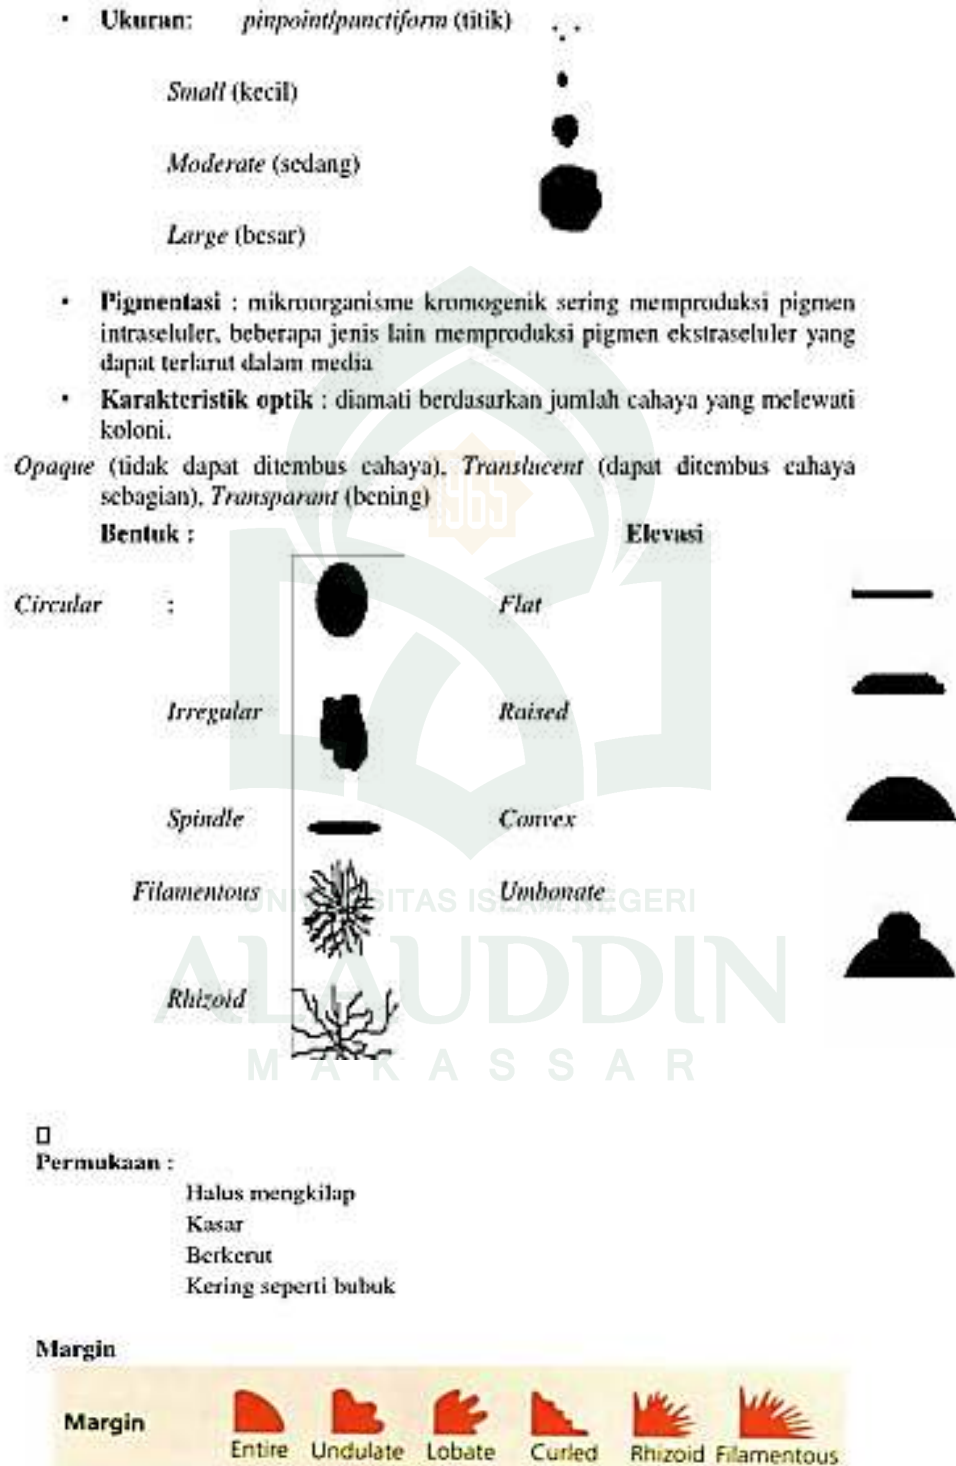 • Ukuran: pinpoint/punctiform (titik)
Small (kecil)
Moderate (sedang)
Large (besar)
• Pigmentasi : mikroorganisme kromogenik sering memproduksi pigmen
intraseluler, beberapa jenis lain memproduksi pigmen ekstraseluler yang
dapat terlarut dalam media
• Karakteristik optik : diamati berdasarkan jumlah cahaya yang melewati
koloni.
Opaque (tidak dapat ditembus cahaya), Translucent (dapat ditembus cahaya
sebagian), Transparant (bening)
1965
Bentuk : Elevasi
Circular : Flat
Irregular Raised
Spindle Convex
Filamentous Umbonate
UNIVERSITAS ISLAM NEGERI
ALAUDDIN
Rhizoid
MAKASSAR
Permukaan :
Halus mengkilap
Kasar
Berkerut
Kering seperti bubuk
Margin
Margin
Entire Undulate Lobate Curled Rhizoid Filamentous